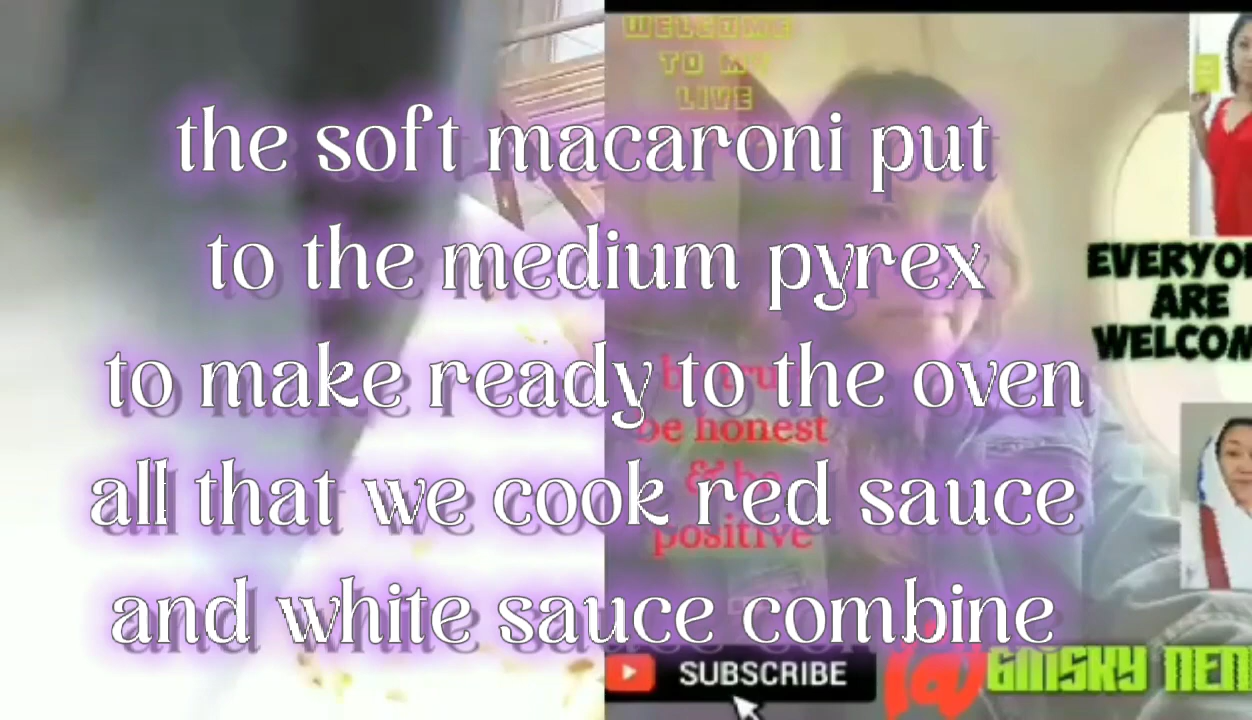 WELCOME
TO MY
LIVE
the soft macaroni put
to the medium pyrex
to make ready to the oven
all that we cook red sauce
and white sauce combine
EVERYO
ARE
WELCOM
be honest
& be
positive
SUBSCRIBE
@